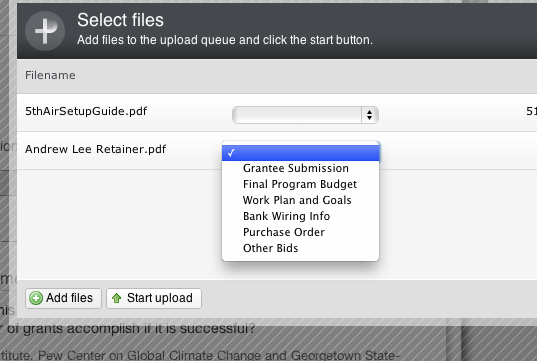 Select files
Add files to the upload queue and click the start button.
Filename
5thAirSetupGuide.pdf 51
Andrew Lee Retainer.pdf
Grantee Submission
Final Program Budget
Work Plan and Goals
Bank Wiring Info
Purchase Order
Other Bids
Add files Start upload
r of grants accomplish if it is successful?
stitute, Pew Center on Global Climate Change and Georgetown State-